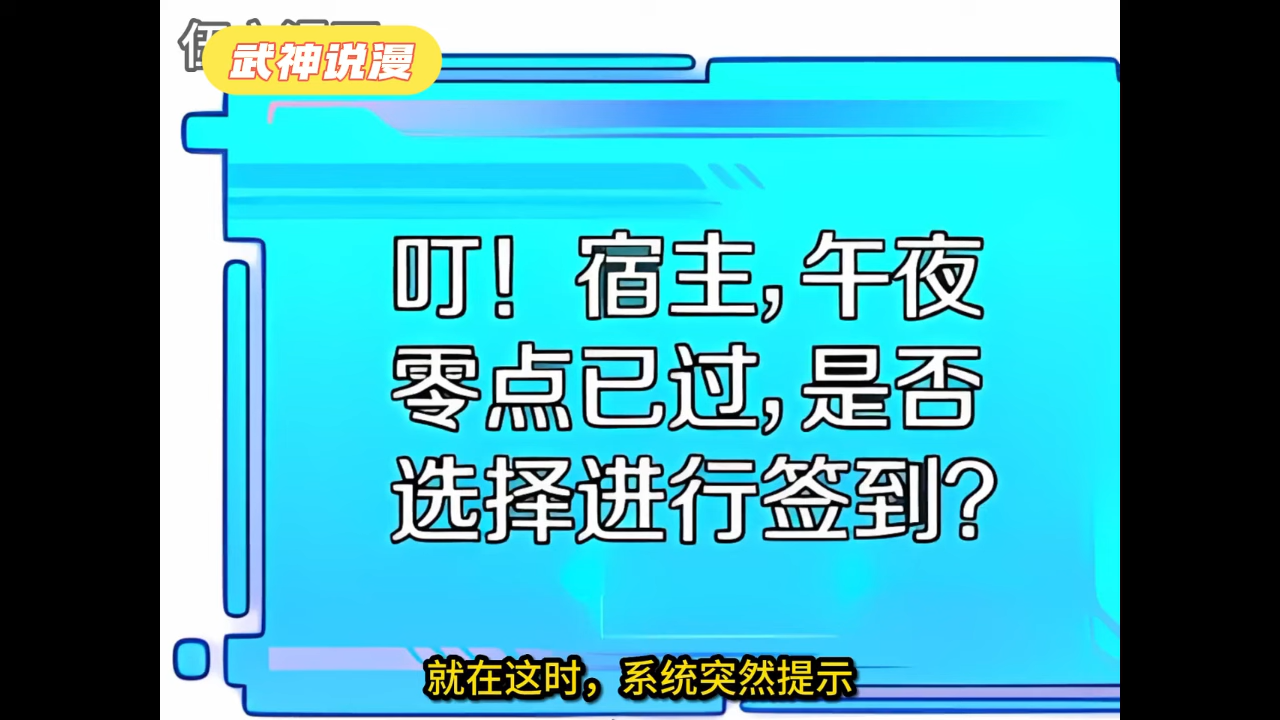 武神说漫
叮！宿主，午夜
零点已过，是否
选择进行签到？
就在这时，系统突然提示